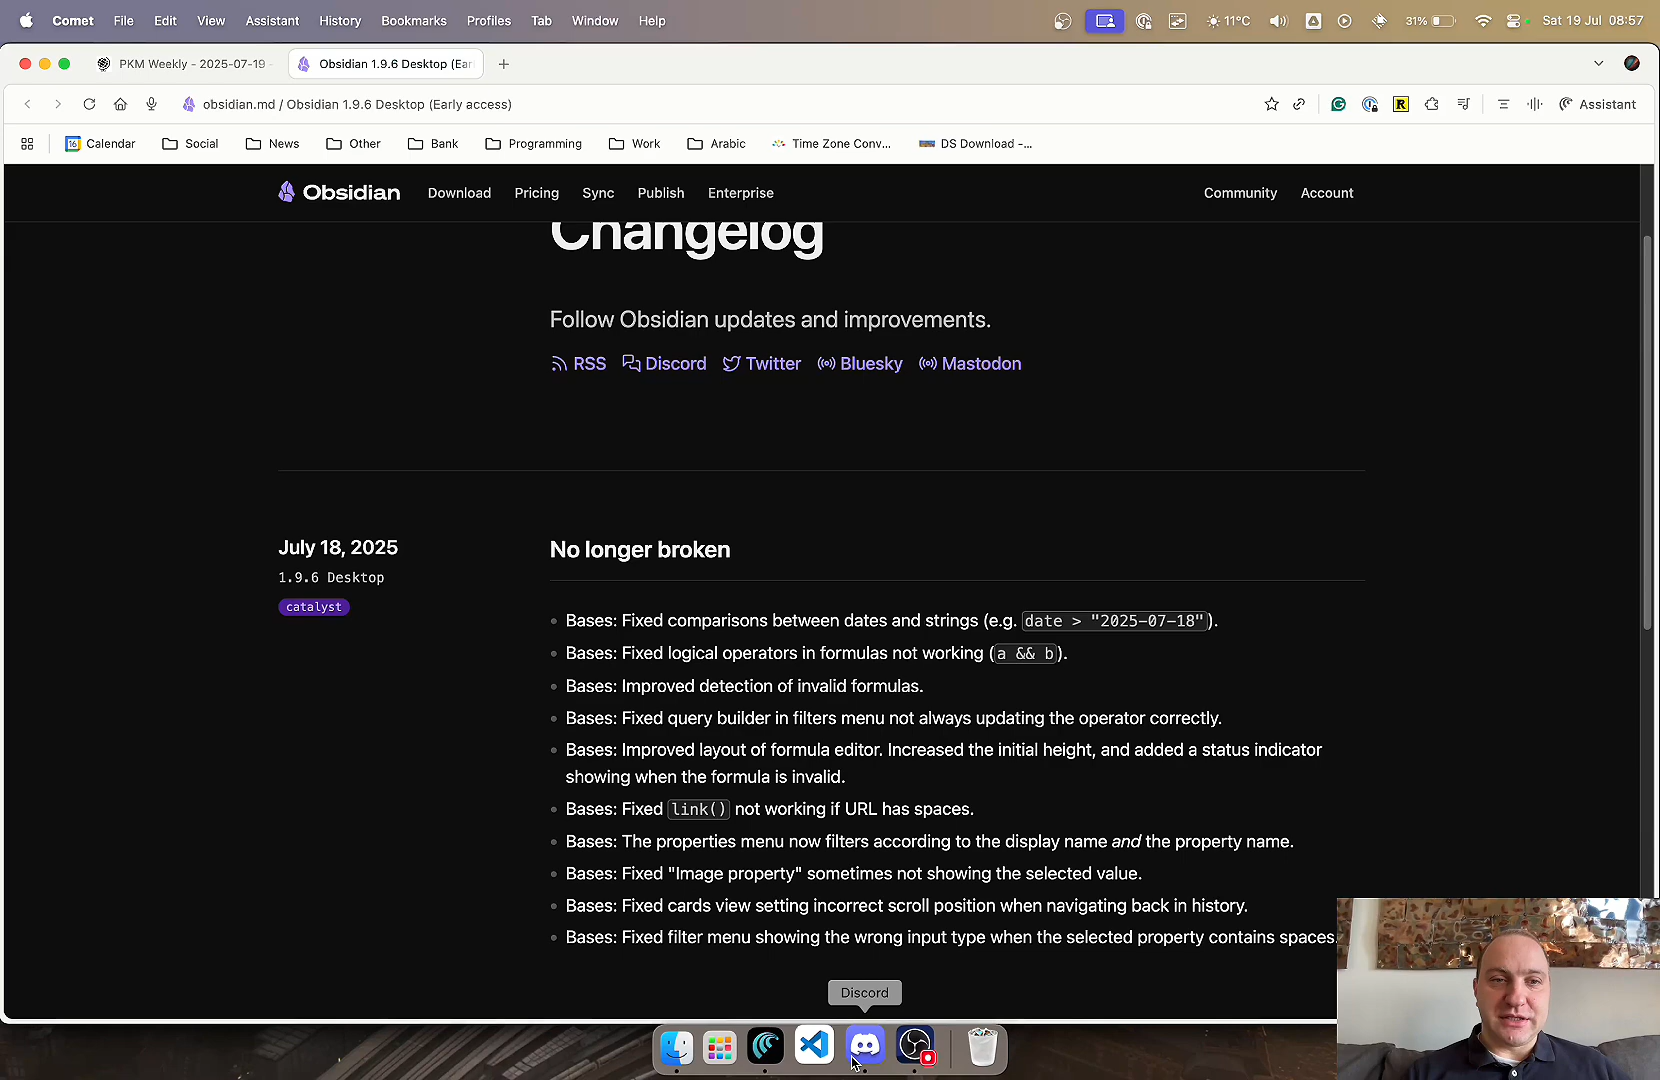 Comet File Edit View Assistant History Bookmarks Profiles Tab Window Help 11°C 31% Sat 19 Jul 08:57
PKM Weekly - 2025-07-19 - Obsidian 1.9.6 Desktop (Ear
obsidian.md / Obsidian 1.9.6 Desktop (Early access) Assistant
Calendar Social News Other Bank Programming Work Arabic Time Zone Conv... DS Download -...
Obsidian Download Pricing Sync Publish Enterprise Community Account
Changelog
Follow Obsidian updates and improvements.
RSS Discord Twitter Bluesky Mastodon
July 18, 2025
1.9.6 Desktop
catalyst
No longer broken
Bases: Fixed comparisons between dates and strings (e.g. date > "2025-07-18").
Bases: Fixed logical operators in formulas not working (a && b).
Bases: Improved detection of invalid formulas.
Bases: Fixed query builder in filters menu not always updating the operator correctly.
Bases: Improved layout of formula editor. Increased the initial height, and added a status indicator
showing when the formula is invalid.
Bases: Fixed link() not working if URL has spaces.
Bases: The properties menu now filters according to the display name and the property name.
Bases: Fixed "Image property" sometimes not showing the selected value.
Bases: Fixed cards view setting incorrect scroll position when navigating back in history.
Bases: Fixed filter menu showing the wrong input type when the selected property contains spaces.
Discord